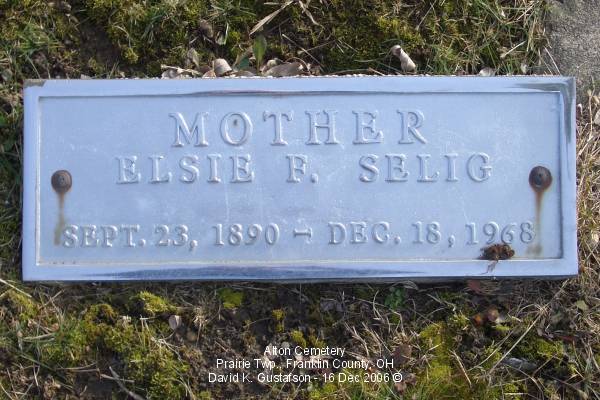 MOTHER
ELSIE F. SELIG
SEPT. 23, 1890 - DEC. 18, 1968
Alton Cemetery
Prairie Twp., Franklin County, OH
David K. Gustafson - 16 Dec 2006 ©